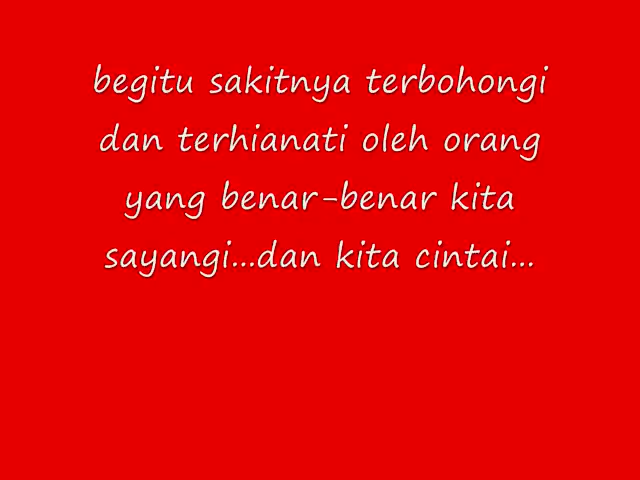 begitu sakitnya terbohongi
dan terhianati oleh orang
yang benar-benar kita
sayangi...dan kita cintai...